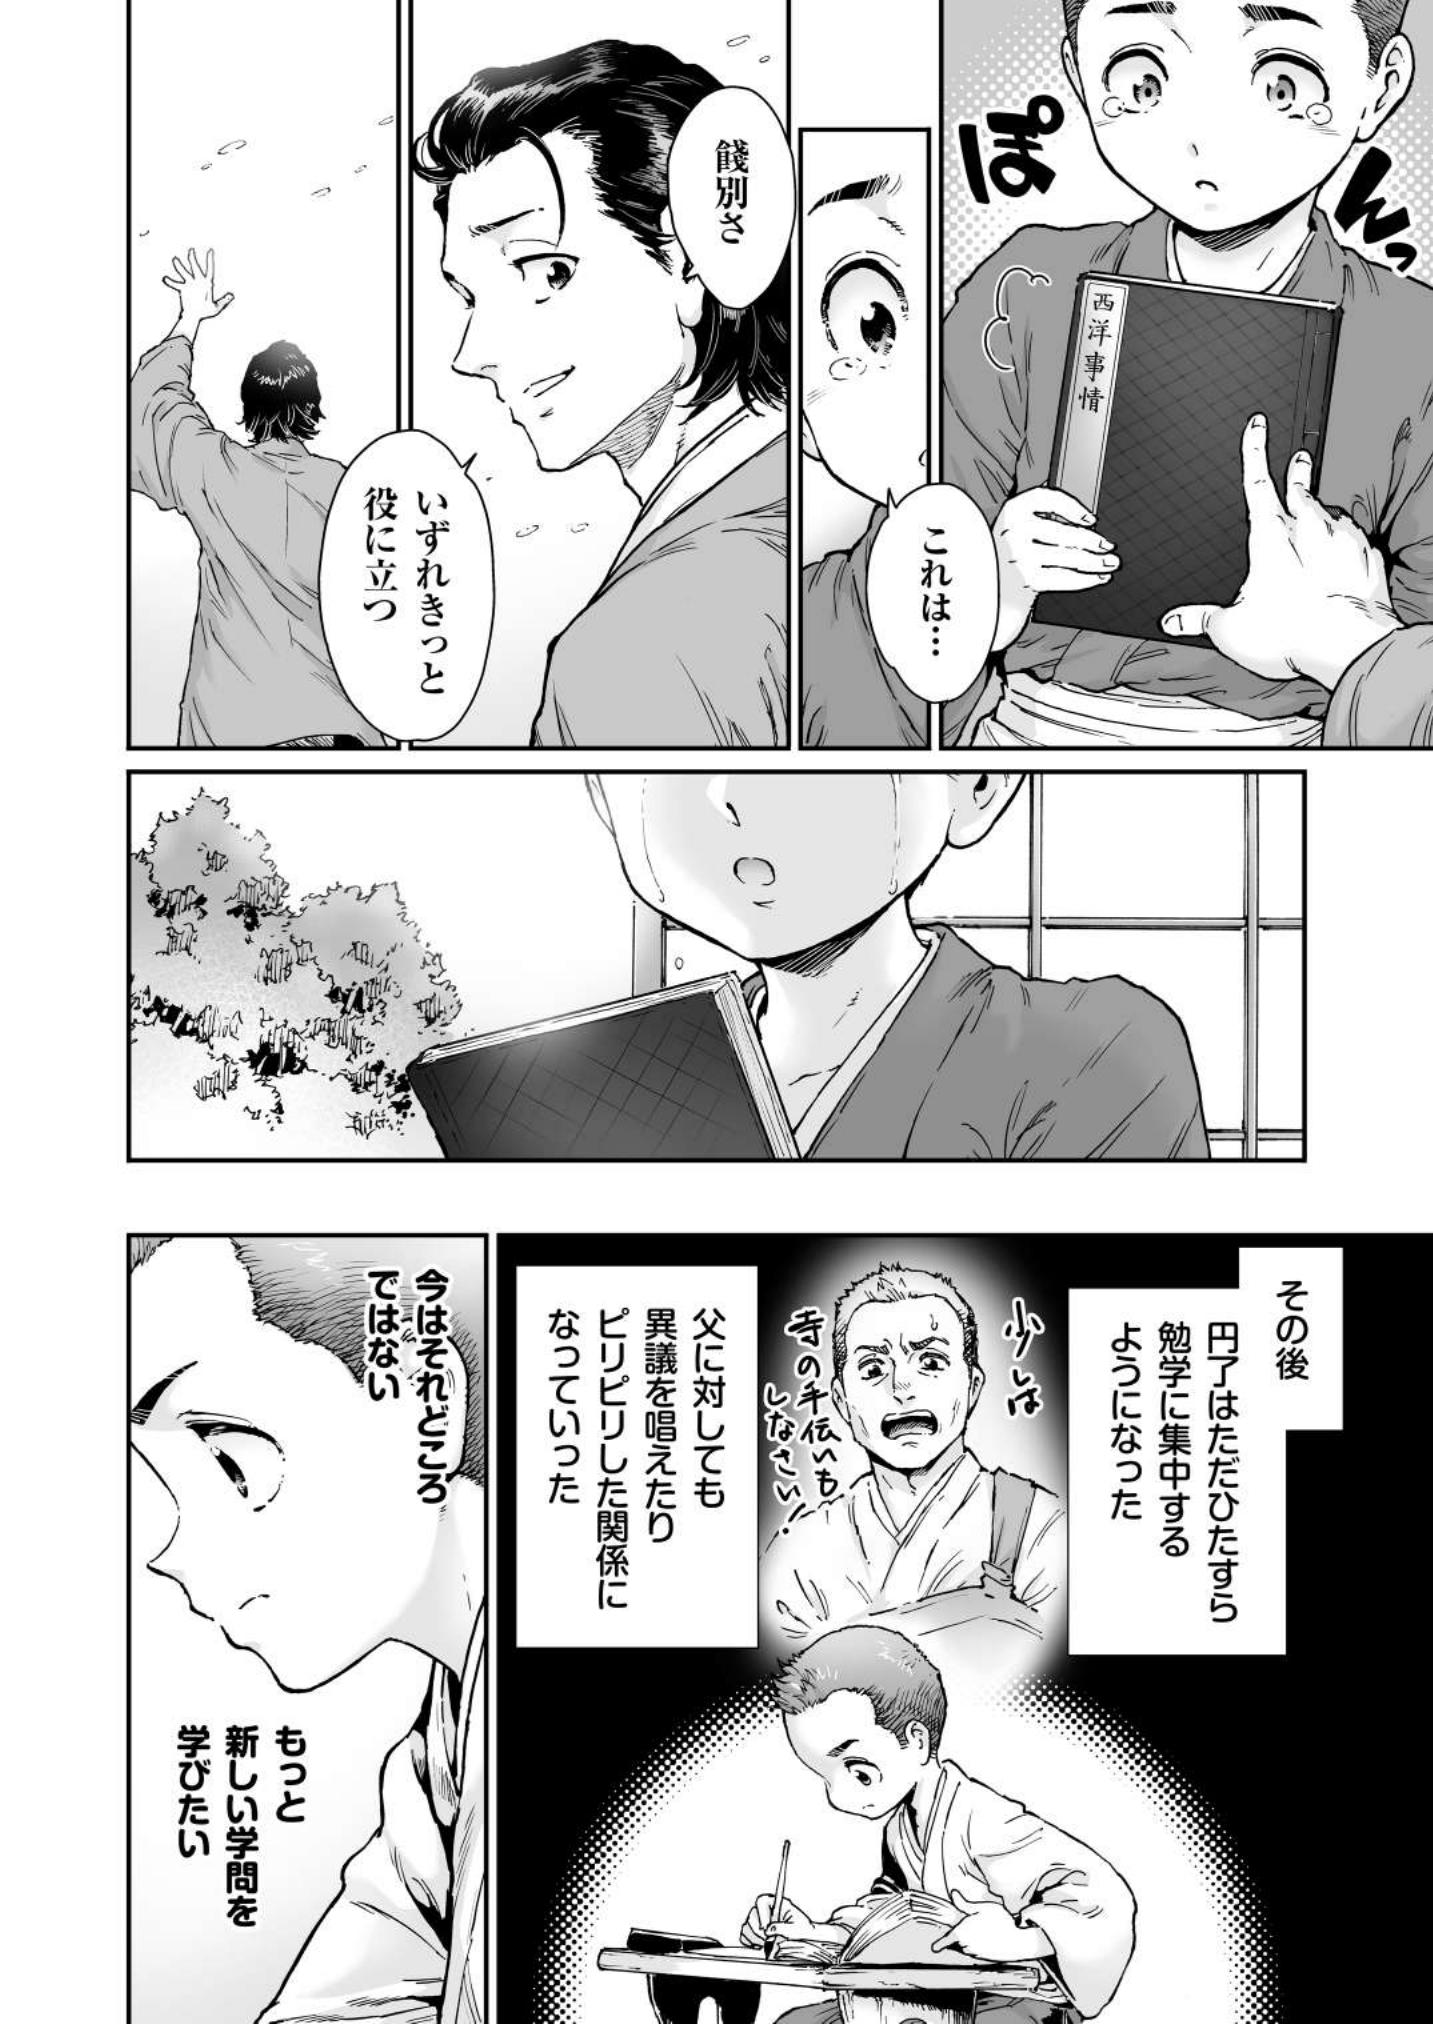 ぽんっ
西洋事情
これは…
餞別さ
いずれきっと
役に立つ
その後
円了はただひたすら
勉学に集中する
ようになった
少しは
寺の手伝いも
しなさい!
父に対しても
異議を唱えたり
ピリピリした関係に
なっていった
今はそれどころ
ではない
もっと
新しい学問を
学びたい